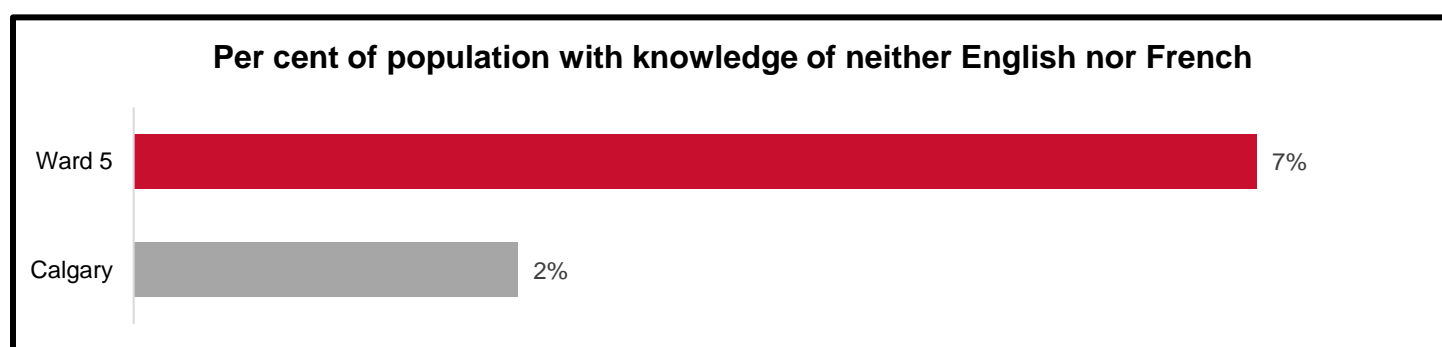 Per cent of population with knowledge of neither English nor French
Ward 5
7%
Calgary
2%